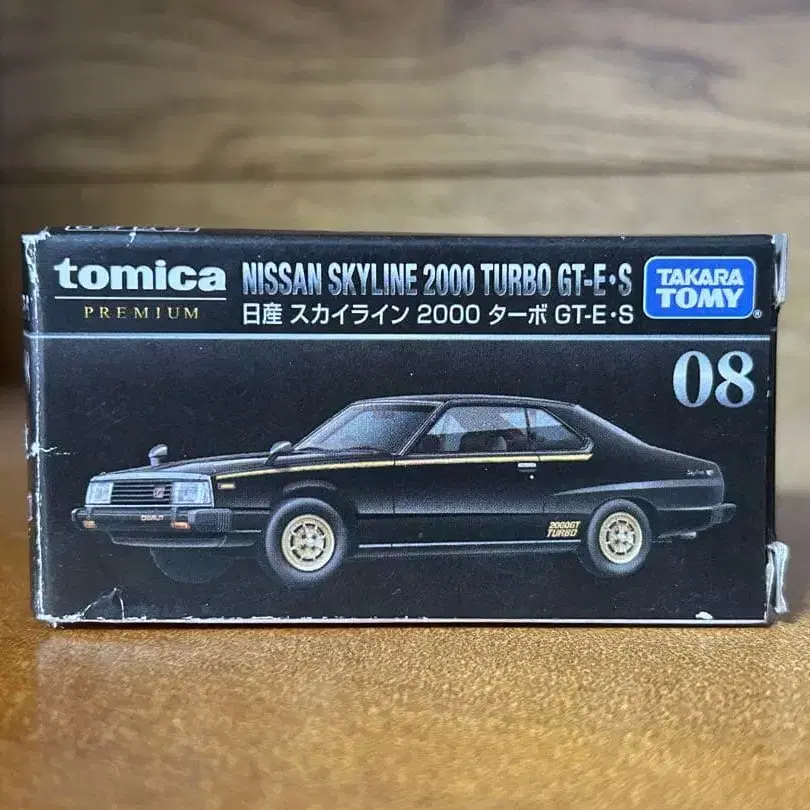 tomica
PREMIUM
NISSAN SKYLINE 2000 TURBO GT-E·S
日産 スカイライン 2000 ターボ GT-E·S
TAKARA
TOMY
®
08
2000GT
TURBO